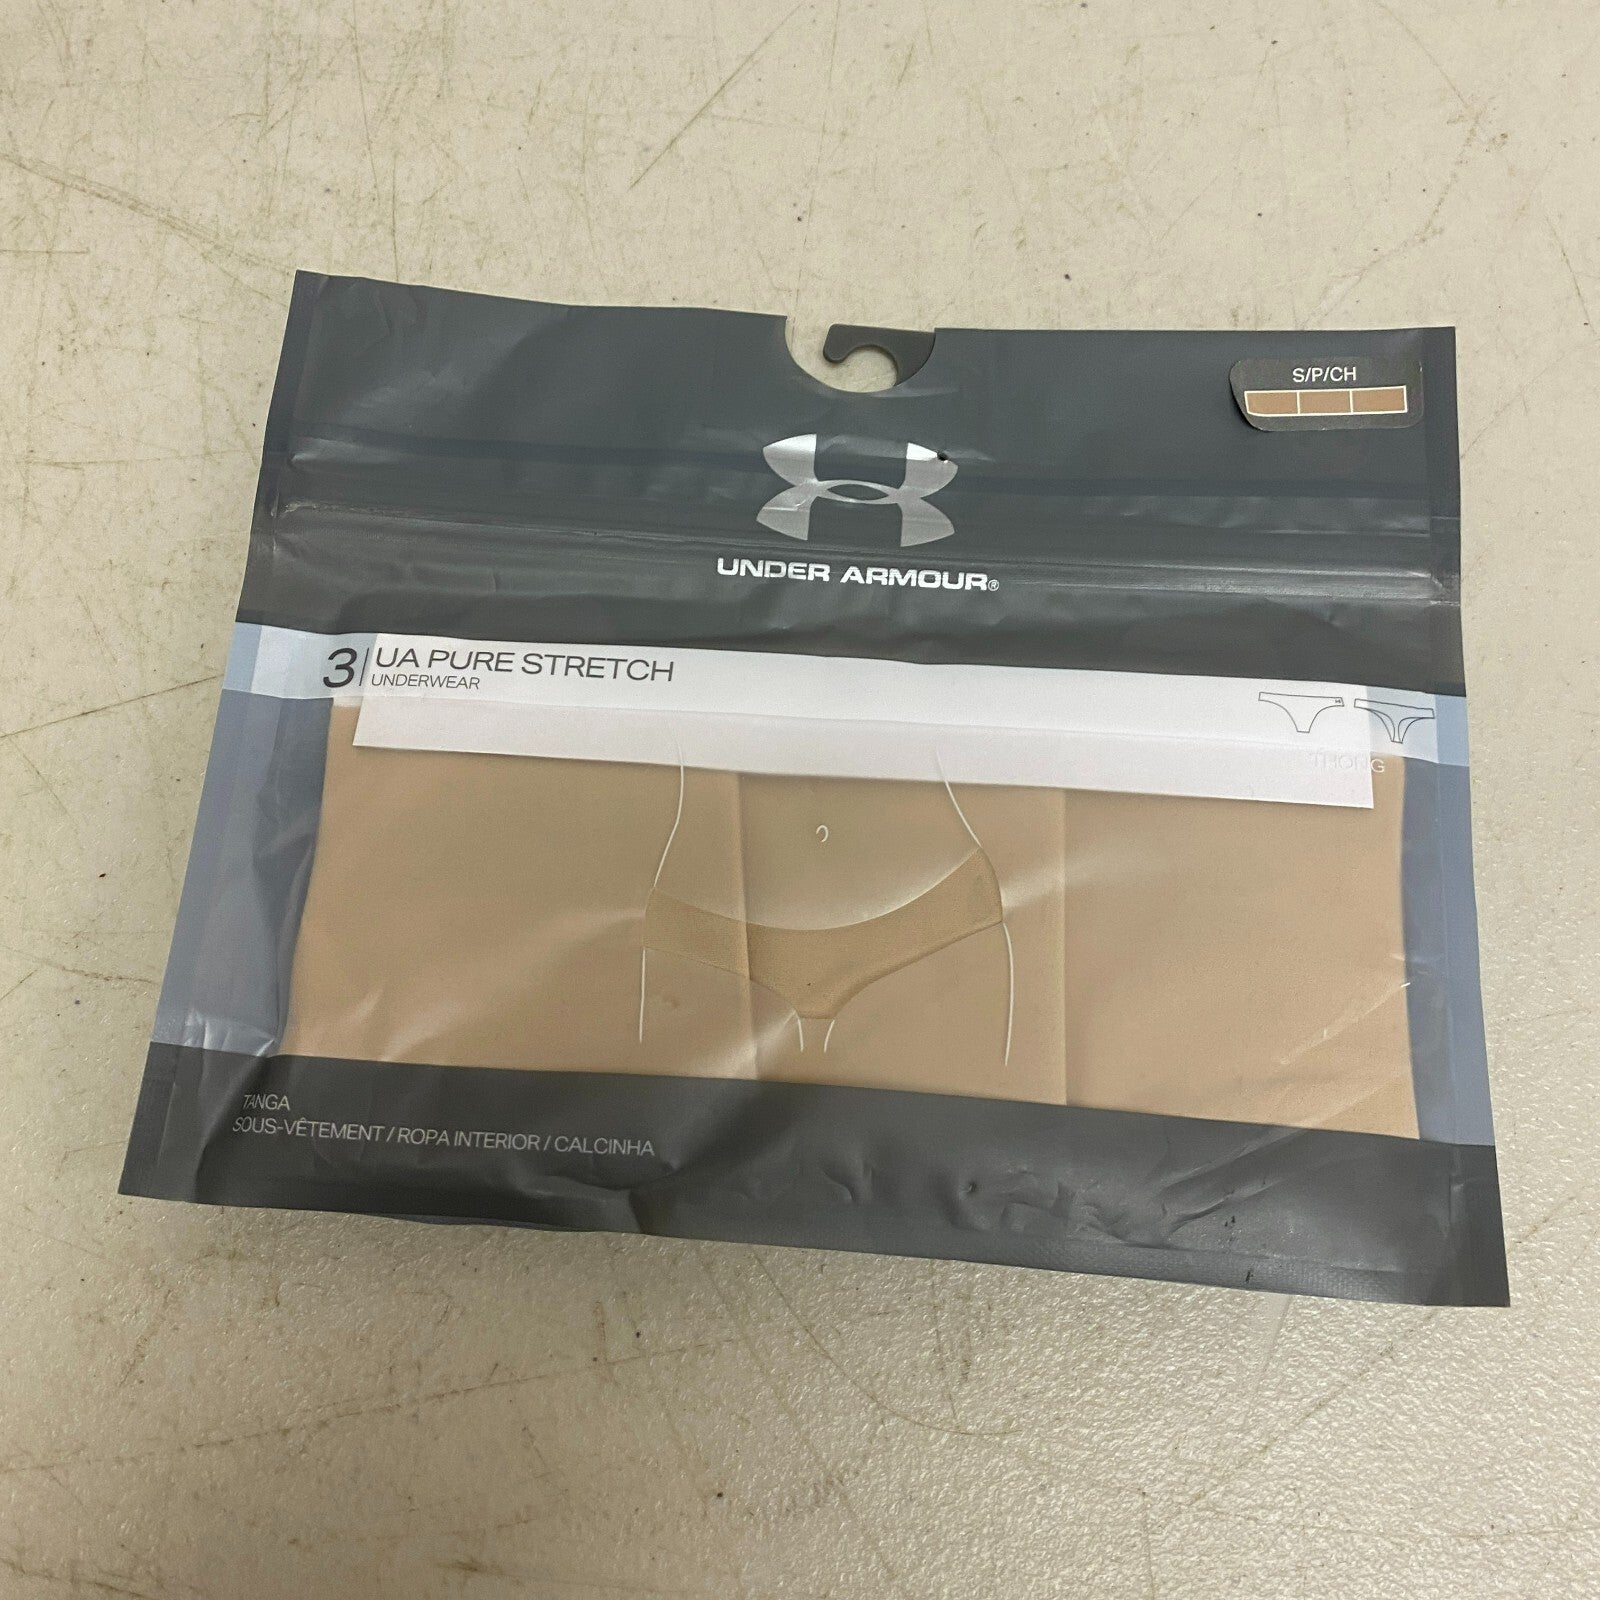 S/P/CH
UNDER ARMOUR®
3 | UA PURE STRETCH
UNDERWEAR
THONG
TANGA
SOUS-VÊTEMENT / ROPA INTERIOR / CALCINHA